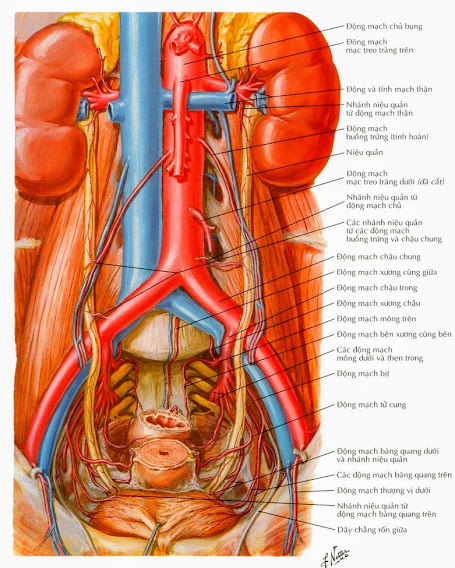 Động mạch chủ bụng
Động mạch
mạc treo tràng trên
Động và tĩnh mạch thận
Nhánh niệu quản
từ động mạch thận
Động mạch
buồng trứng (tinh hoàn)
Niệu quản
Động mạch
mạc treo tràng dưới (đã cắt)
Nhánh niệu quản từ
động mạch chủ
Các nhánh niệu quản
từ các động mạch
buồng trứng và chậu chung
Động mạch chậu chung
Động mạch xương cùng giữa
Động mạch chậu trong
Động mạch xương chậu
Động mạch mông trên
Động mạch bên xương cùng bên
Các động mạch
mông dưới và thẹn trong
Động mạch bịt
Động mạch tử cung
Động mạch bàng quang dưới
và nhánh niệu quản
Các động mạch bàng quang trên
Động mạch thượng vị dưới
Nhánh niệu quản từ
động mạch bàng quang trên
Dây chằng rốn giữa
F. Netter